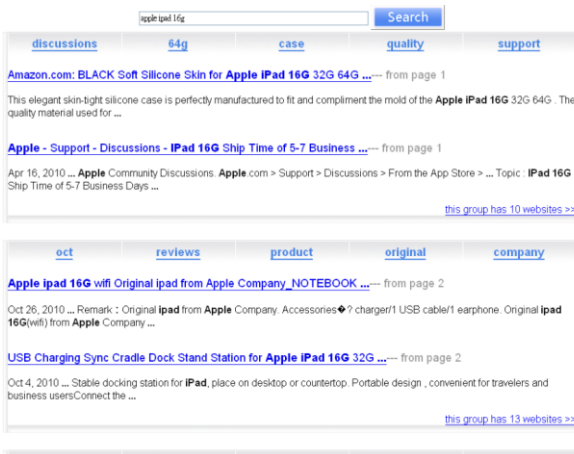 apple ipad 16g Search
discussions 64g case quality support
Amazon.com: BLACK Soft Silicone Skin for Apple iPad 16G 32G 64G ...--- from page 1
This elegant skin-tight silicone case is perfectly manufactured to fit and compliment the mold of the Apple iPad 16G 32G 64G . The
quality material used for ...
Apple - Support - Discussions - IPad 16G Ship Time of 5-7 Business ...--- from page 1
Apr 16, 2010 ... Apple Community Discussions. Apple.com > Support > Discussions > From the App Store > ... Topic : IPad 16G
Ship Time of 5-7 Business Days ...
this group has 10 websites >>
oct reviews product original company
Apple ipad 16G wifi Original ipad from Apple Company_NOTEBOOK ...--- from page 2
Oct 26, 2010 ... Remark : Original ipad from Apple Company. Accessories�? charger/1 USB cable/1 earphone. Original ipad
16G(wifi) from Apple Company ...
USB Charging Sync Cradle Dock Stand Station for Apple iPad 16G 32G ...--- from page 2
Oct 4, 2010 ... Stable docking station for iPad, place on desktop or countertop. Portable design , convenient for travelers and
business usersConnect the ...
this group has 13 websites >>